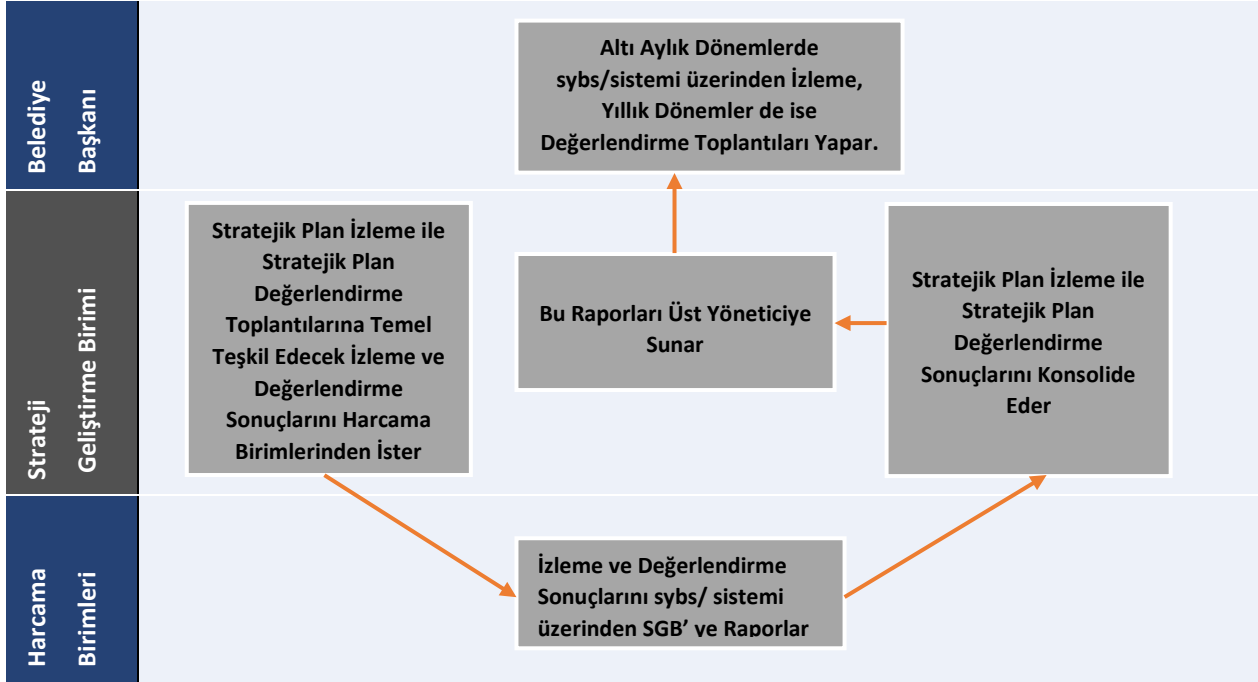 Belediye
Başkanı
Altı Aylık Dönemlerde
sybs/sistemi üzerinden İzleme,
Yıllık Dönemler de ise
Değerlendirme Toplantıları Yapar.
Strateji
Geliştirme Birimi
Stratejik Plan İzleme ile
Stratejik Plan
Değerlendirme
Toplantılarına Temel
Teşkil Edecek İzleme ve
Değerlendirme
Sonuçlarını Harcama
Birimlerinden İster
Bu Raporları Üst Yöneticiye
Sunar
Stratejik Plan İzleme ile
Stratejik Plan
Değerlendirme
Sonuçlarını Konsolide
Eder
Harcama
Birimleri
İzleme ve Değerlendirme
Sonuçlarını sybs/ sistemi
üzerinden SGB’ ye Raporlar